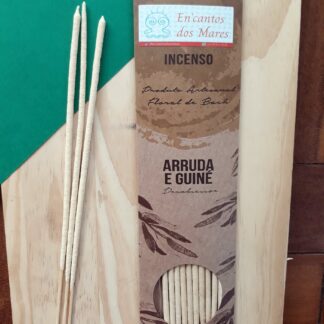 En'cantos
dos Mares
INCENSO
Produto Artesanal
Floral de Bach
ARRUDA
E GUINÉ